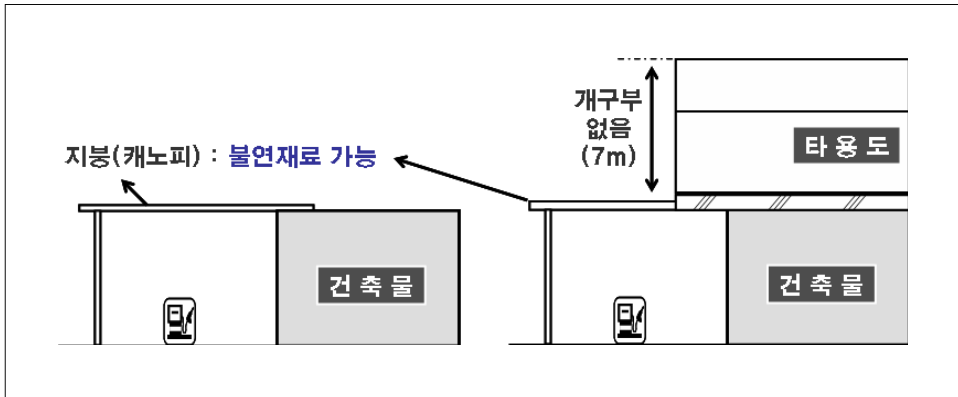 개구부
없음
(7m)
타 용 도
지붕(캐노피) : 불연재료 가능
건 축 물
건 축 물